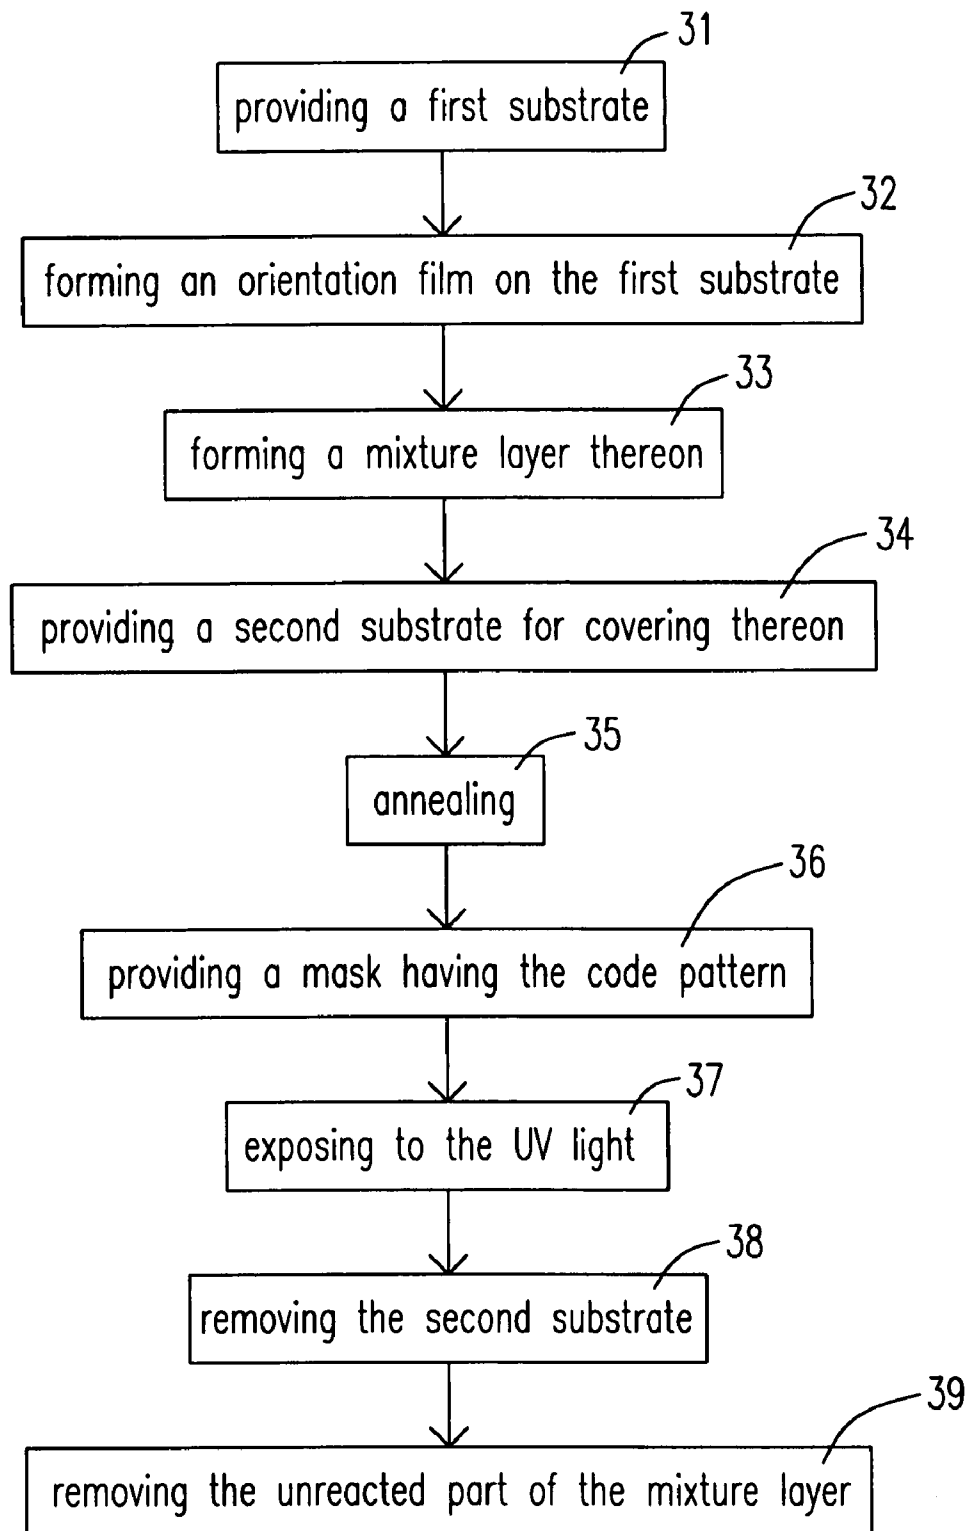 31
providing a first substrate
32
forming an orientation film on the first substrate
33
forming a mixture layer thereon
34
providing a second substrate for covering thereon
35
annealing
36
providing a mask having the code pattern
37
exposing to the UV light
38
removing the second substrate
39
removing the unreacted part of the mixture layer